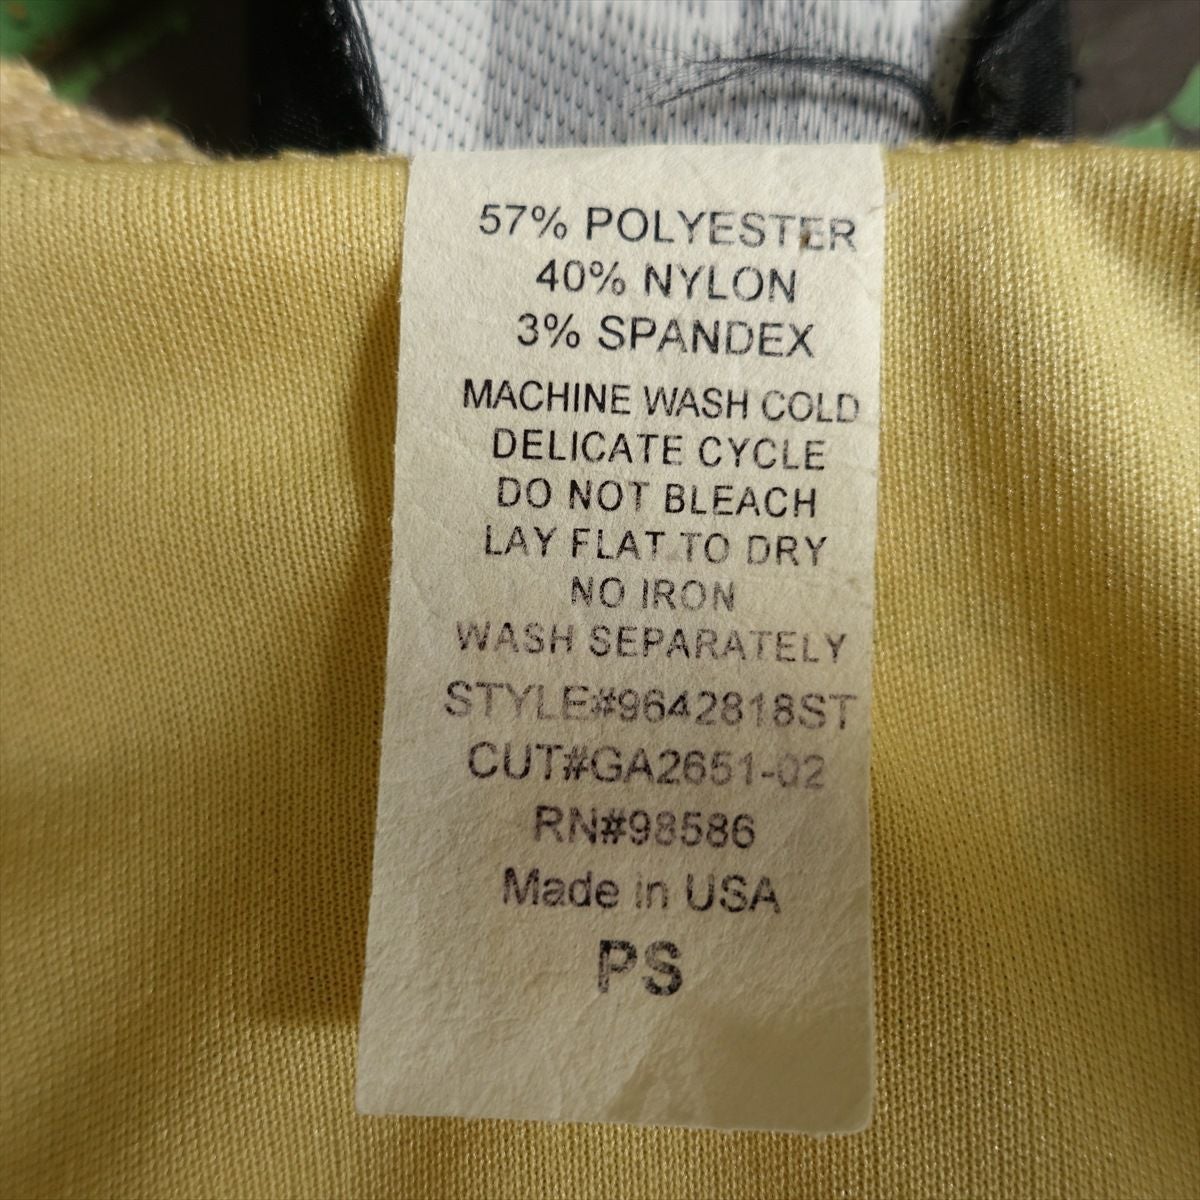 57% POLYESTER
40% NYLON
3% SPANDEX
MACHINE WASH COLD
DELICATE CYCLE
DO NOT BLEACH
LAY FLAT TO DRY
NO IRON
WASH SEPARATELY
STYLE#9642818ST
CUT#GA2651-02
RN#98586
Made in USA
PS